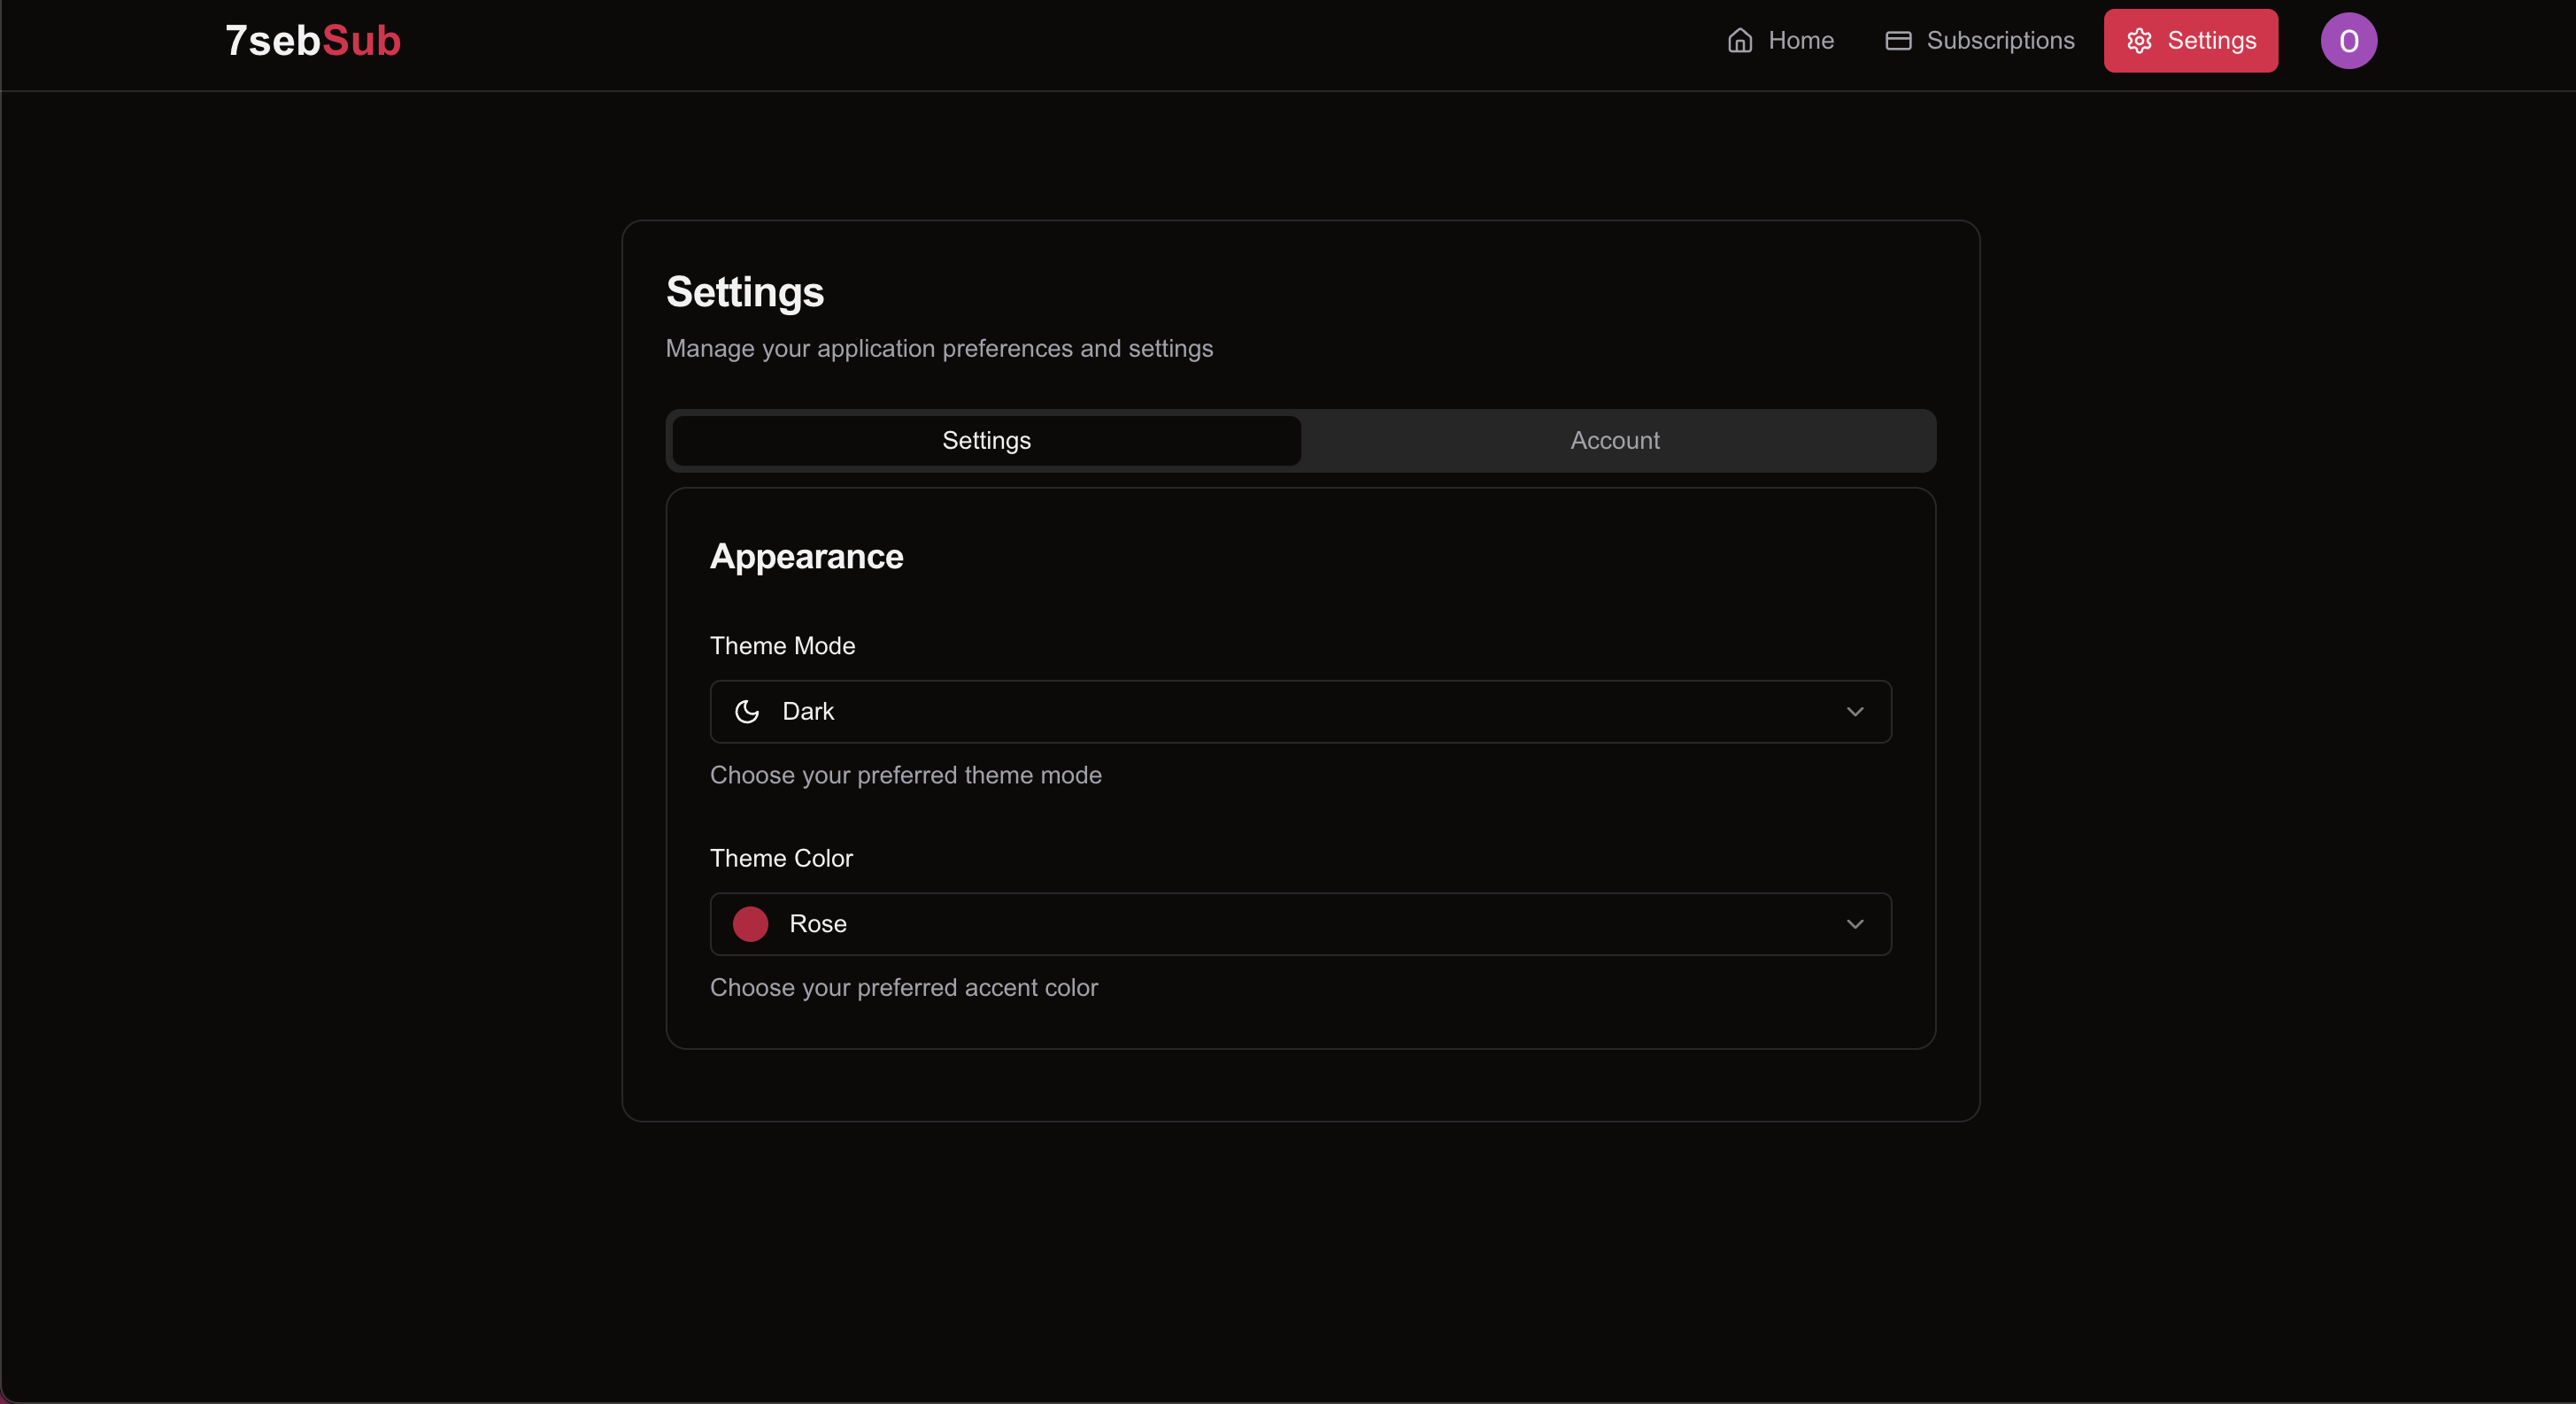 7sebSub
Home
Subscriptions
Settings
O
Settings
Manage your application preferences and settings
Settings
Account
Appearance
Theme Mode
Dark
Choose your preferred theme mode
Theme Color
Rose
Choose your preferred accent color